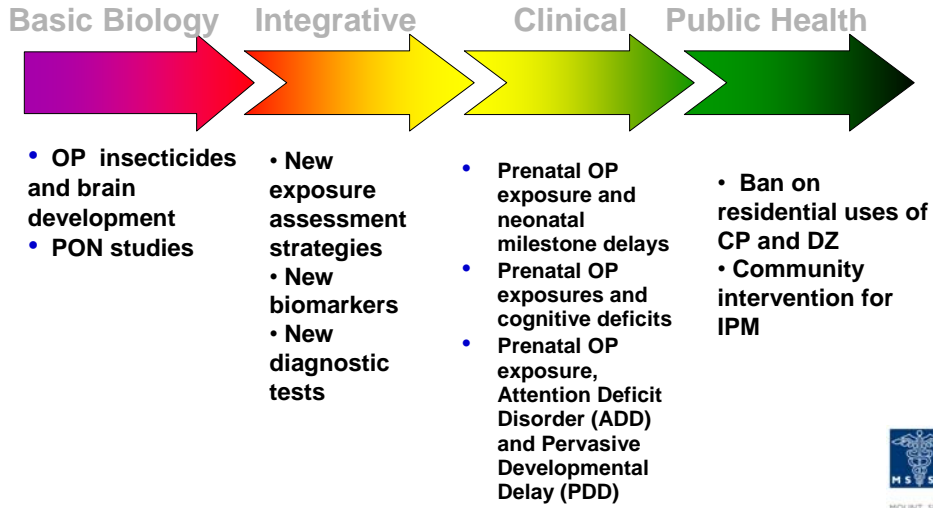 Basic Biology Integrative Clinical Public Health
• OP insecticides
and brain
development
• PON studies
• New
exposure
assessment
strategies
• New
biomarkers
• New
diagnostic
tests
• Prenatal OP
exposure and
neonatal
milestone delays
• Prenatal OP
exposures and
cognitive deficits
• Prenatal OP
exposure,
Attention Deficit
Disorder (ADD)
and Pervasive
Developmental
Delay (PDD)
• Ban on
residential uses of
CP and DZ
• Community
intervention for
IPM
M S S